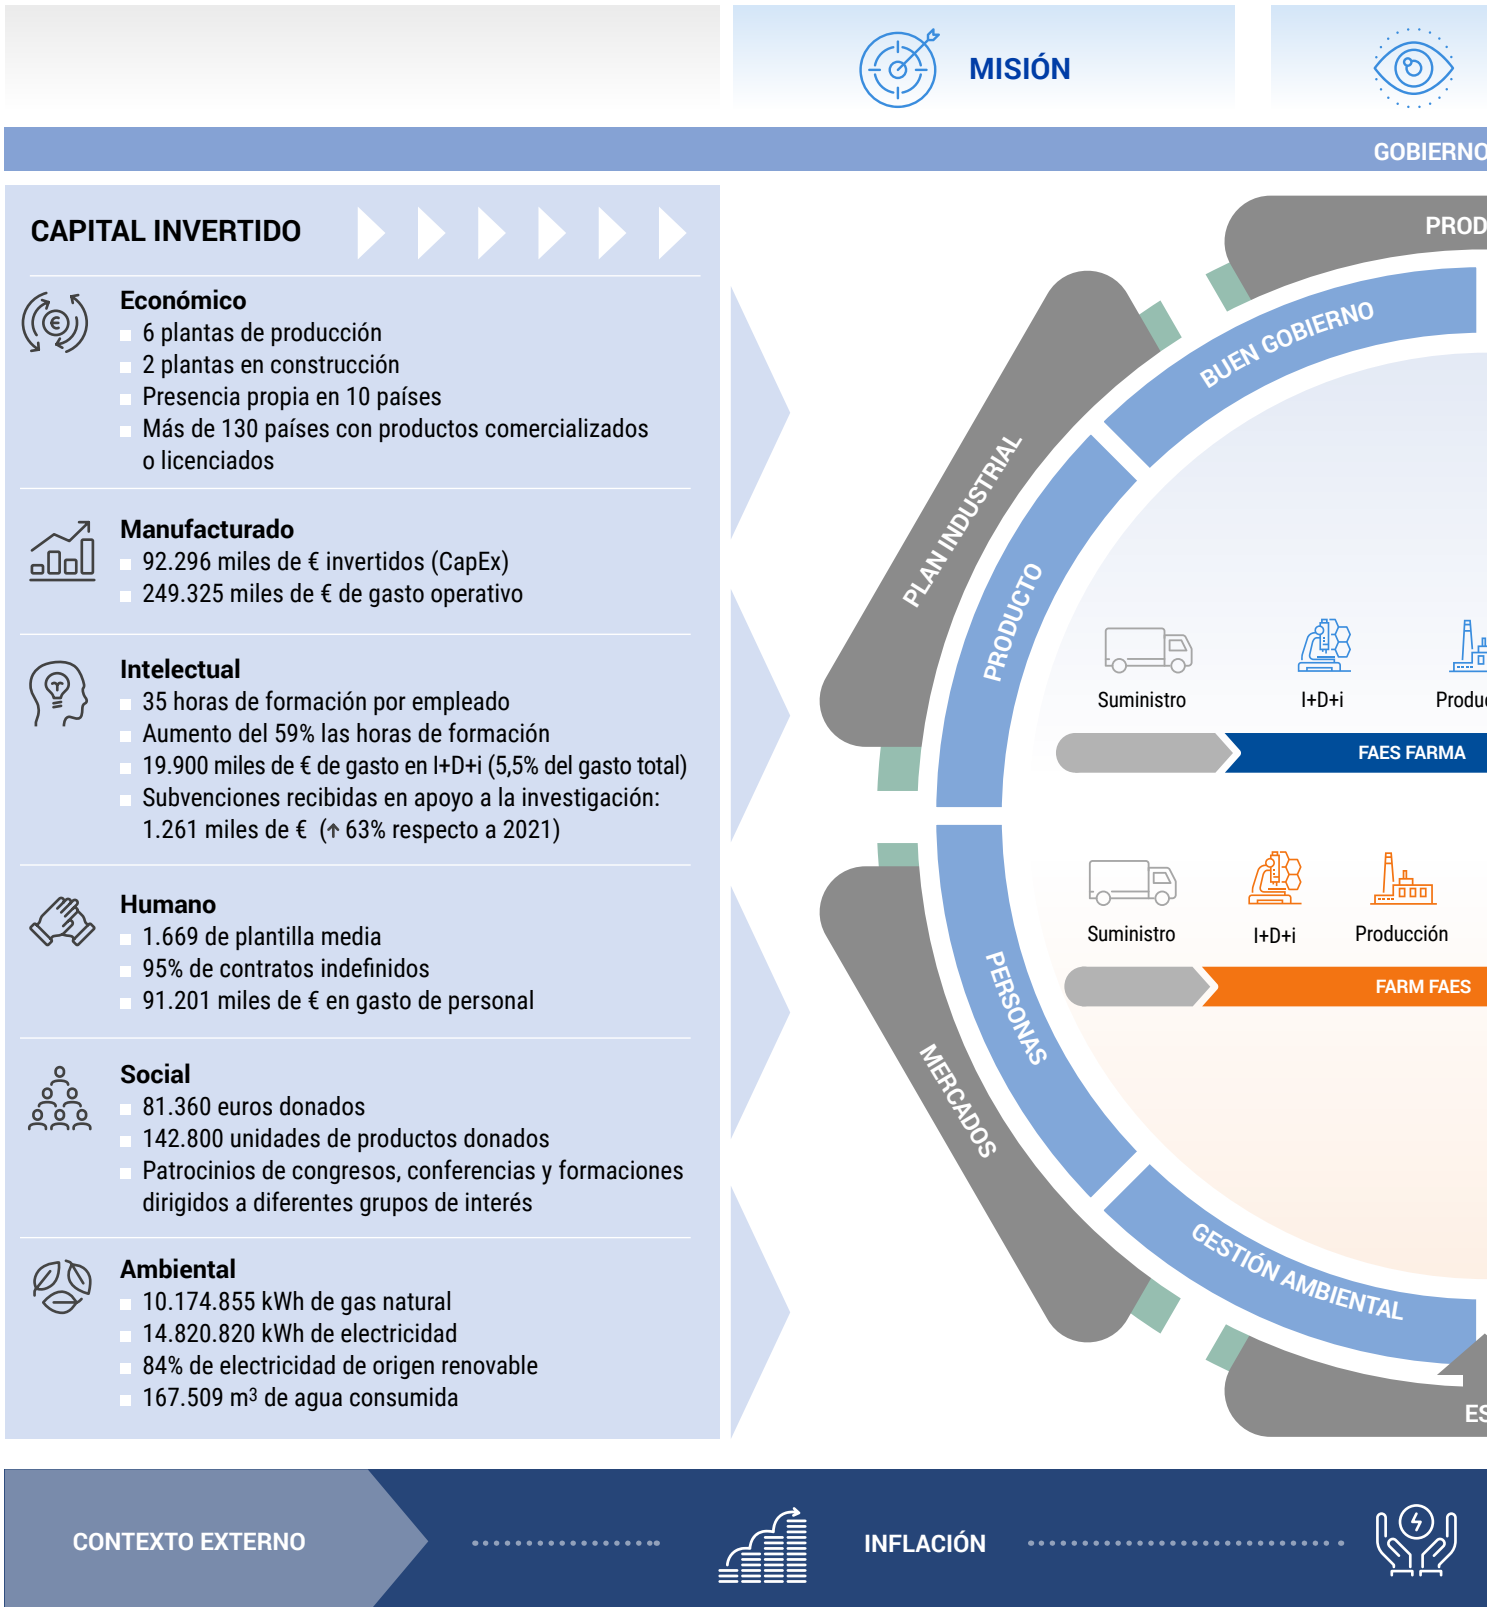 MISIÓN
GOBIERNO
CAPITAL INVERTIDO
Económico
6 plantas de producción
2 plantas en construcción
Presencia propia en 10 países
Más de 130 países con productos comercializados
o licenciados
Manufacturado
92.296 miles de € invertidos (CapEx)
249.325 miles de € de gasto operativo
Intelectual
35 horas de formación por empleado
Aumento del 59% las horas de formación
19.900 miles de € de gasto en I+D+i (5,5% del gasto total)
Subvenciones recibidas en apoyo a la investigación:
1.261 miles de € (↑ 63% respecto a 2021)
Humano
1.669 de plantilla media
95% de contratos indefinidos
91.201 miles de € en gasto de personal
Social
81.360 euros donados
142.800 unidades de productos donados
Patrocinios de congresos, conferencias y formaciones
dirigidos a diferentes grupos de interés
Ambiental
10.174.855 kWh de gas natural
14.820.820 kWh de electricidad
84% de electricidad de origen renovable
167.509 m³ de agua consumida
PROD
BUEN GOBIERNO
PLAN INDUSTRIAL
PRODUCTO
Suministro
I+D+i
Produc
FAES FARMA
Suministro
I+D+i
Producción
FARM FAES
PERSONAS
MERCADOS
GESTIÓN AMBIENTAL
ES
CONTEXTO EXTERNO
INFLACIÓN